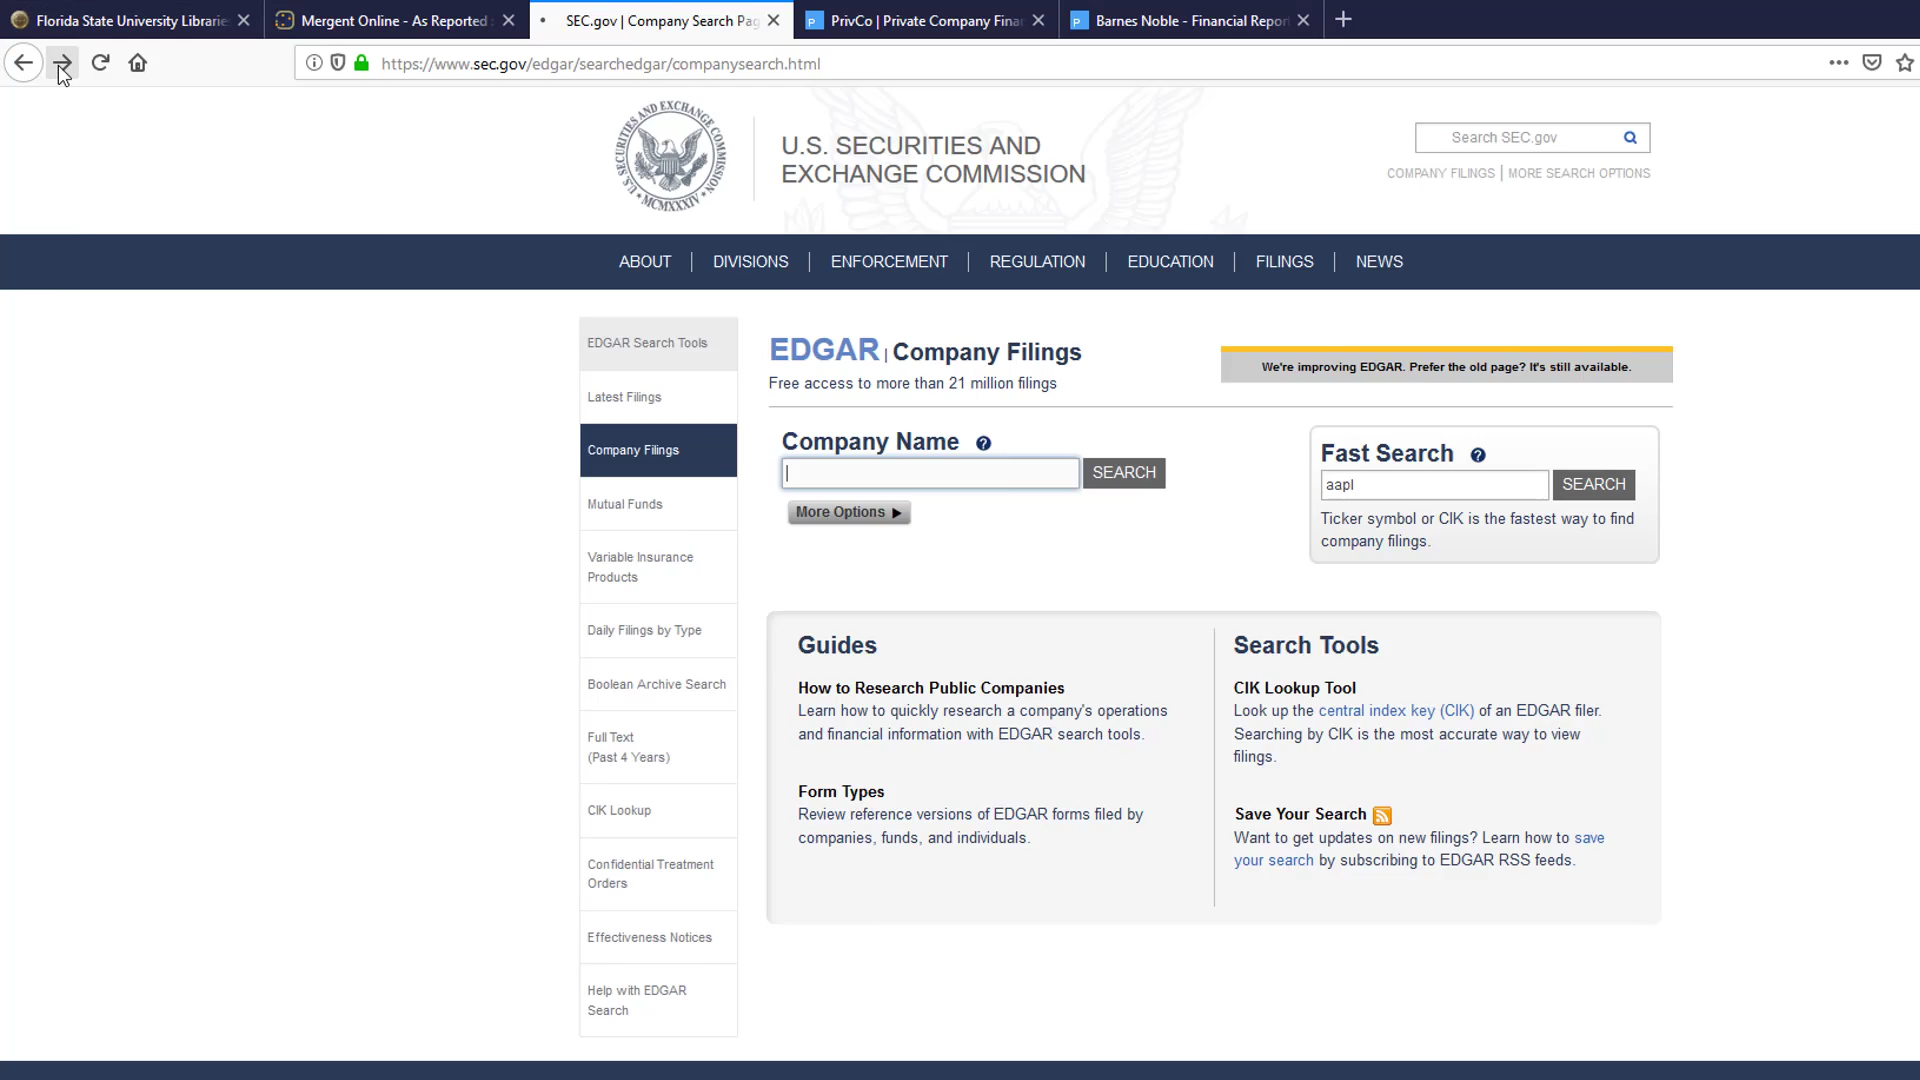 Florida State University Librarie
Mergent Online - As Reported
SEC.gov | Company Search Pag
PrivCo | Private Company Finan
Barnes Noble - Financial Report
https://www.sec.gov/edgar/searchedgar/companysearch.html
SECURITIES AND EXCHANGE COMMISSION
MCMXXXIV
U.S. SECURITIES AND
EXCHANGE COMMISSION
Search SEC.gov
COMPANY FILINGS | MORE SEARCH OPTIONS
ABOUT
DIVISIONS
ENFORCEMENT
REGULATION
EDUCATION
FILINGS
NEWS
EDGAR Search Tools
Latest Filings
Company Filings
Mutual Funds
Variable Insurance
Products
Daily Filings by Type
Boolean Archive Search
Full Text
(Past 4 Years)
CIK Lookup
Confidential Treatment
Orders
Effectiveness Notices
Help with EDGAR
Search
EDGAR | Company Filings
Free access to more than 21 million filings
We're improving EDGAR. Prefer the old page? It's still available.
Company Name ?
SEARCH
More Options ▶
Fast Search ?
aapl
SEARCH
Ticker symbol or CIK is the fastest way to find
company filings.
Guides
How to Research Public Companies
Learn how to quickly research a company's operations
and financial information with EDGAR search tools.
Form Types
Review reference versions of EDGAR forms filed by
companies, funds, and individuals.
Search Tools
CIK Lookup Tool
Look up the central index key (CIK) of an EDGAR filer.
Searching by CIK is the most accurate way to view
filings.
Save Your Search
Want to get updates on new filings? Learn how to save
your search by subscribing to EDGAR RSS feeds.